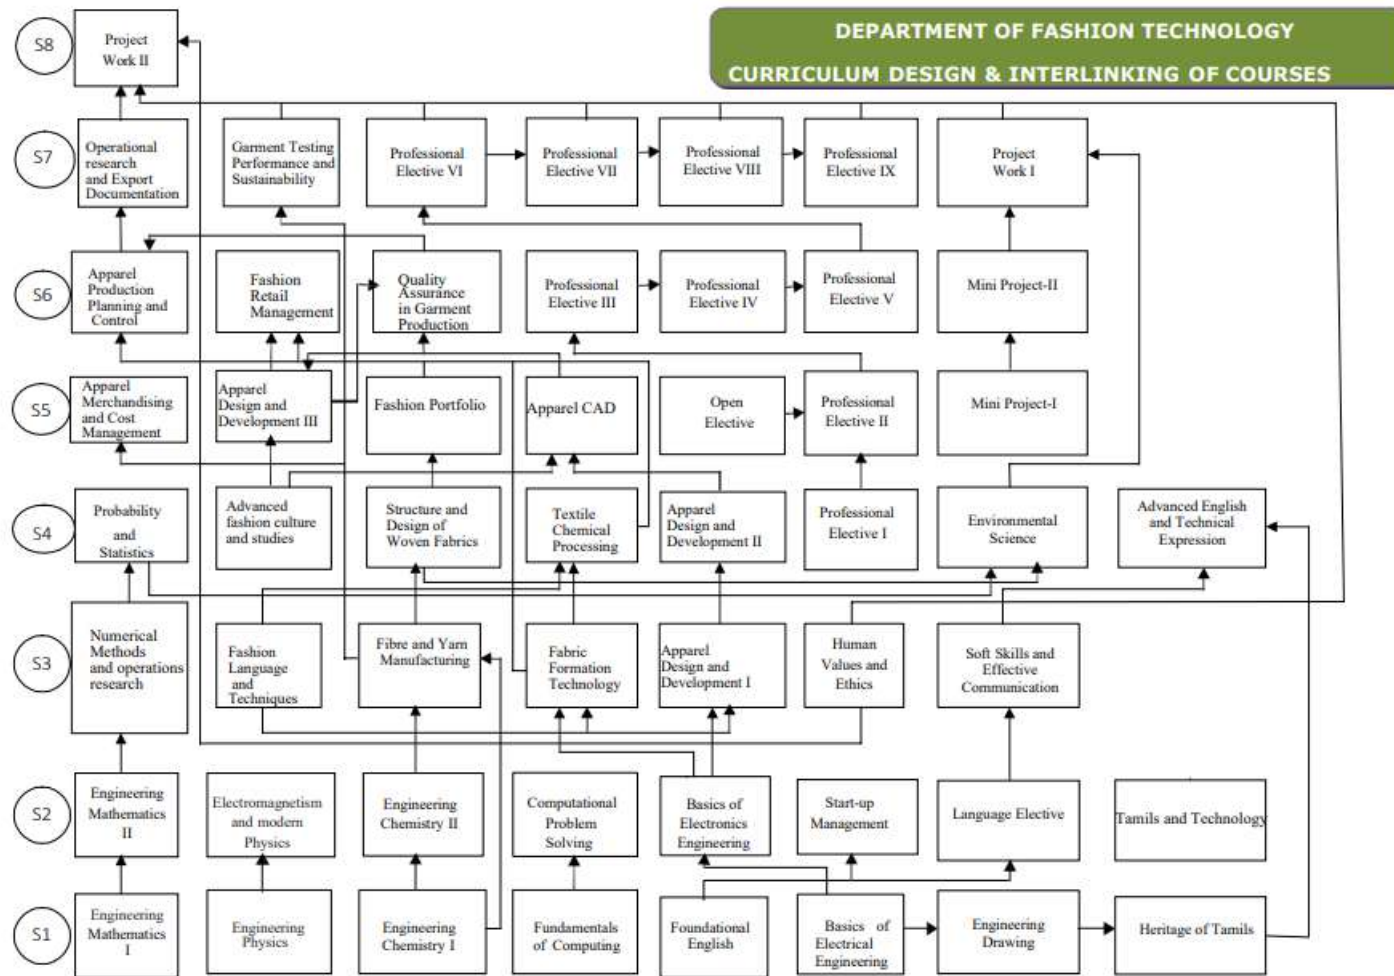 DEPARTMENT OF FASHION TECHNOLOGY
CURRICULUM DESIGN & INTERLINKING OF COURSES
S8
Project
Work II
S7
Operational
research
and Export
Documentation
Garment Testing
Performance and
Sustainability
Professional
Elective VI
Professional
Elective VII
Professional
Elective VIII
Professional
Elective IX
Project
Work I
S6
Apparel
Production
Planning and
Control
Fashion
Retail
Management
Quality
Assurance
in Garment
Production
Professional
Elective III
Professional
Elective IV
Professional
Elective V
Mini Project-II
S5
Apparel
Merchandising
and Cost
Management
Apparel
Design and
Development III
Fashion Portfolio
Apparel CAD
Open
Elective
Professional
Elective II
Mini Project-I
S4
Probability
and
Statistics
Advanced
fashion culture
and studies
Structure and
Design of
Woven Fabrics
Textile
Chemical
Processing
Apparel
Design and
Development II
Professional
Elective I
Environmental
Science
Advanced English
and Technical
Expression
S3
Numerical
Methods
and operations
research
Fashion
Language
and
Techniques
Fibre and Yarn
Manufacturing
Fabric
Formation
Technology
Apparel
Design and
Development I
Human
Values and
Ethics
Soft Skills and
Effective
Communication
S2
Engineering
Mathematics
II
Electromagnetism
and modern
Physics
Engineering
Chemistry II
Computational
Problem
Solving
Basics of
Electronics
Engineering
Start-up
Management
Language Elective
Tamils and Technology
S1
Engineering
Mathematics
I
Engineering
Physics
Engineering
Chemistry I
Fundamentals
of Computing
Foundational
English
Basics of
Electrical
Engineering
Engineering
Drawing
Heritage of Tamils